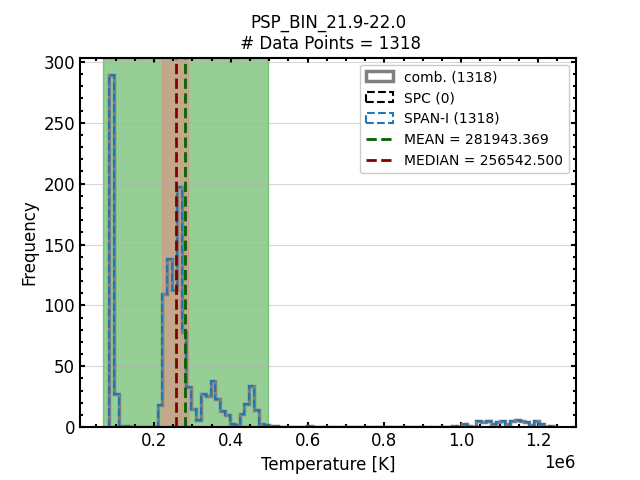 PSP_BIN_21.9-22.0
# Data Points = 1318
300
250
200
150
100
50
0
Frequency
comb. (1318)
SPC (0)
SPAN-I (1318)
MEAN = 281943.369
MEDIAN = 256542.500
0.2 0.4 0.6 0.8 1.0 1.2
1e6
Temperature [K]